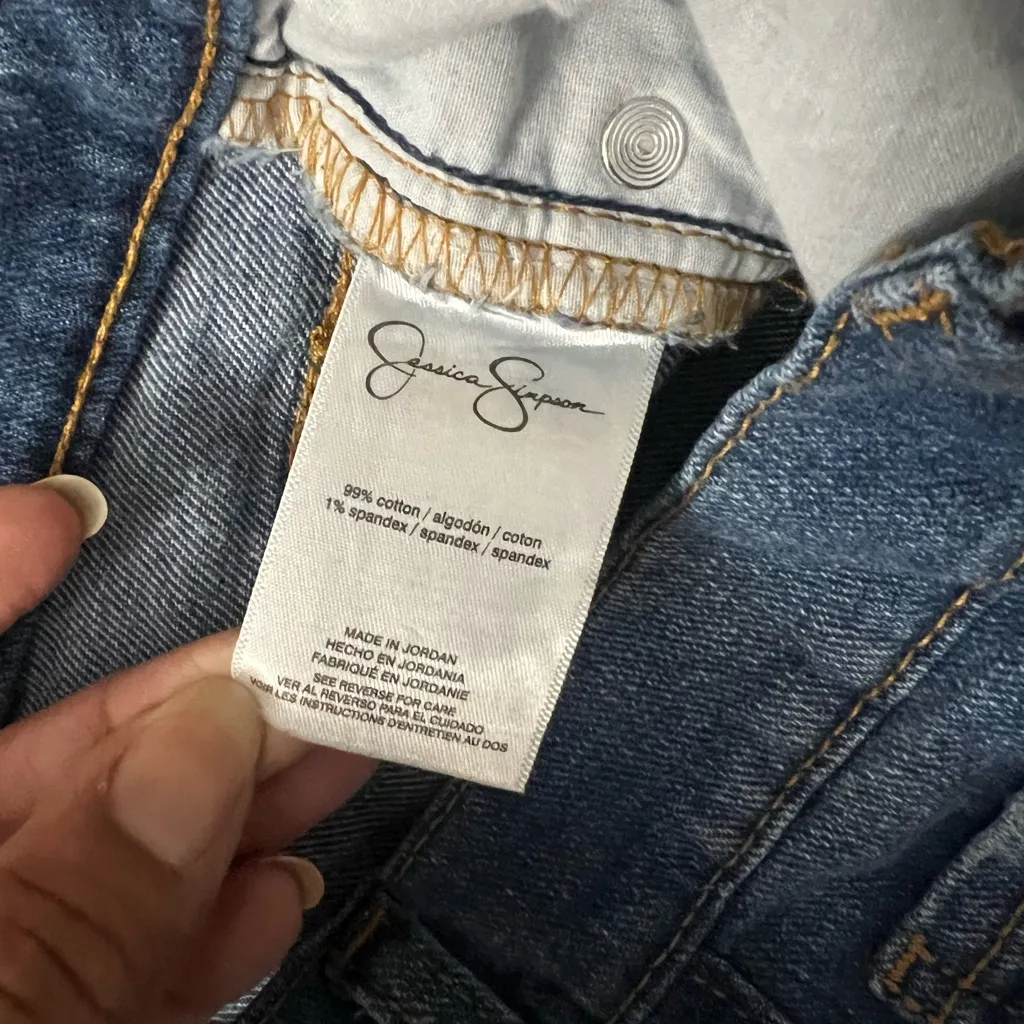 Jessica Simpson
99% cotton / algodón / coton
1% spandex / spandex / spandex
MADE IN JORDAN
HECHO EN JORDANIA
FABRIQUÉ EN JORDANIE
SEE REVERSE FOR CARE
VER AL REVERSO PARA EL CUIDADO
VOIR LES INSTRUCTIONS D'ENTRETIEN AU DOS